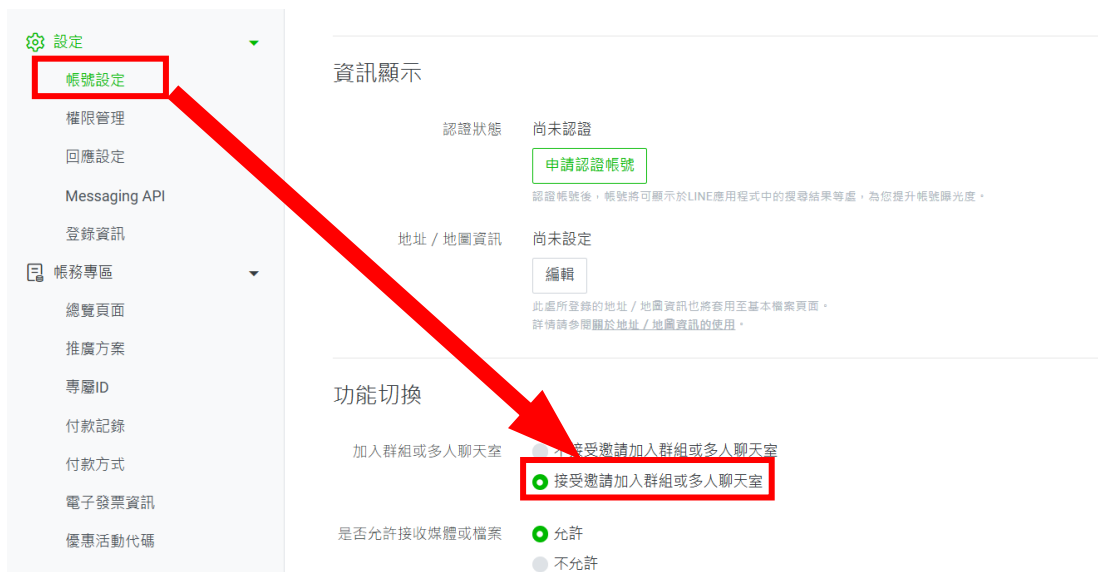 設定
帳號設定
權限管理
回應設定
Messaging API
登錄資訊
帳務專區
總覽頁面
推廣方案
專屬ID
付款記錄
付款方式
電子發票資訊
優惠活動代碼
資訊顯示
認證狀態
尚未認證
申請認證帳號
認證帳號後，帳號將可顯示於LINE應用程式中的搜尋結果等處，為您提升帳號曝光度。
地址 / 地圖資訊
尚未設定
編輯
此處所登錄的地址 / 地圖資訊也將套用至基本檔案頁面。
詳情請參閱關於地址 / 地圖資訊的使用。
功能切換
加入群組或多人聊天室
不接受邀請加入群組或多人聊天室
接受邀請加入群組或多人聊天室
是否允許接收媒體或檔案
允許
不允許